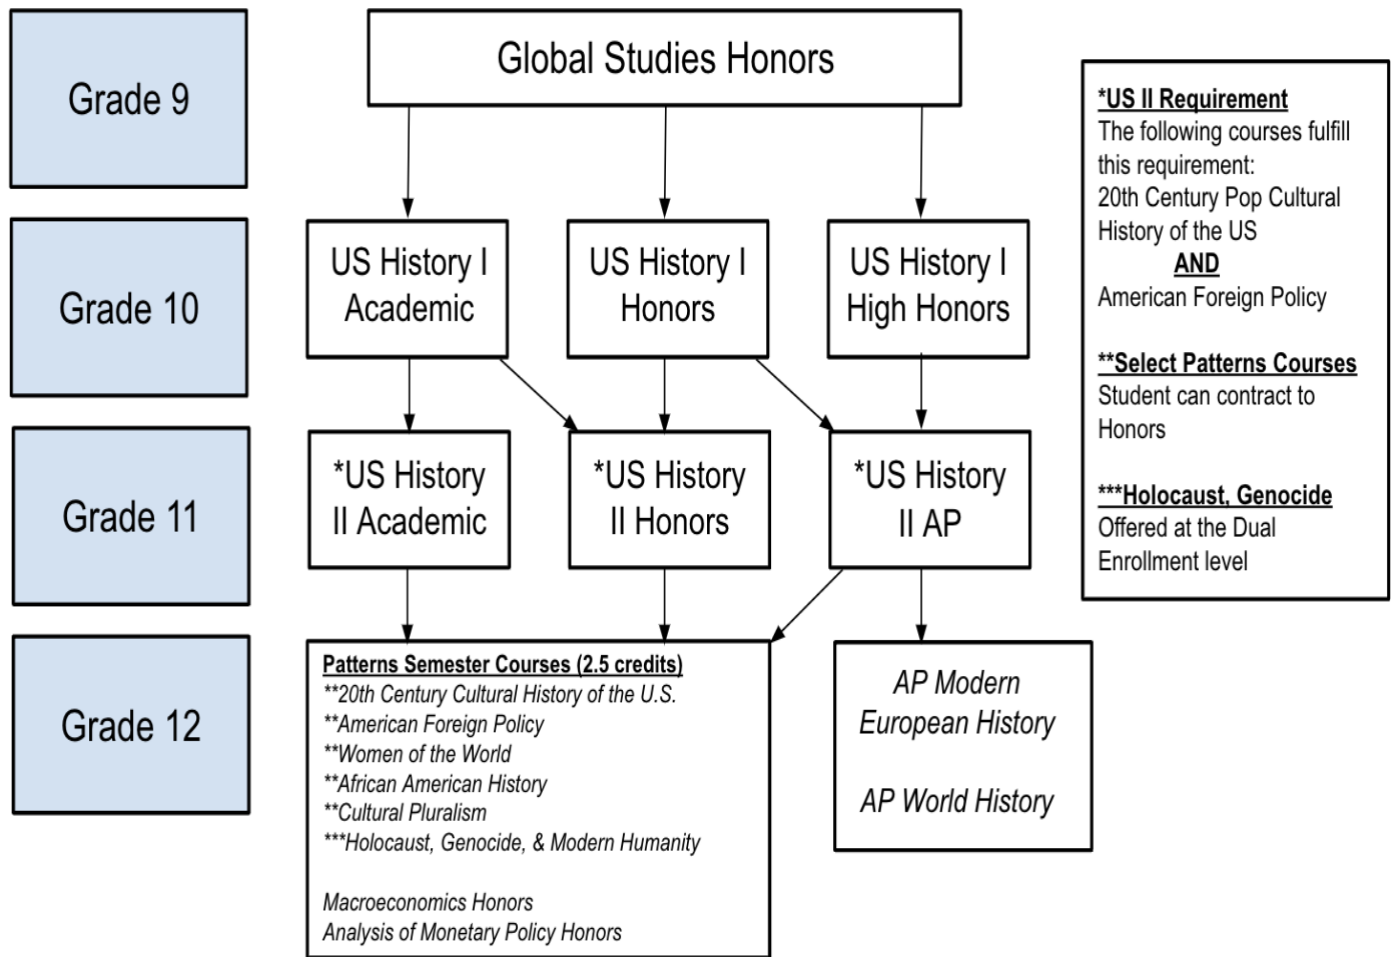 Grade 9
Global Studies Honors
Grade 10
US History I
Academic
US History I
Honors
US History I
High Honors
Grade 11
*US History
II Academic
*US History
II Honors
*US History
II AP
Grade 12
Patterns Semester Courses (2.5 credits)
**20th Century Cultural History of the U.S.
**American Foreign Policy
**Women of the World
**African American History
**Cultural Pluralism
***Holocaust, Genocide, & Modern Humanity
Macroeconomics Honors
Analysis of Monetary Policy Honors
AP Modern
European History
AP World History
*US II Requirement
The following courses fulfill
this requirement:
20th Century Pop Cultural
History of the US
AND
American Foreign Policy
**Select Patterns Courses
Student can contract to
Honors
***Holocaust, Genocide
Offered at the Dual
Enrollment level